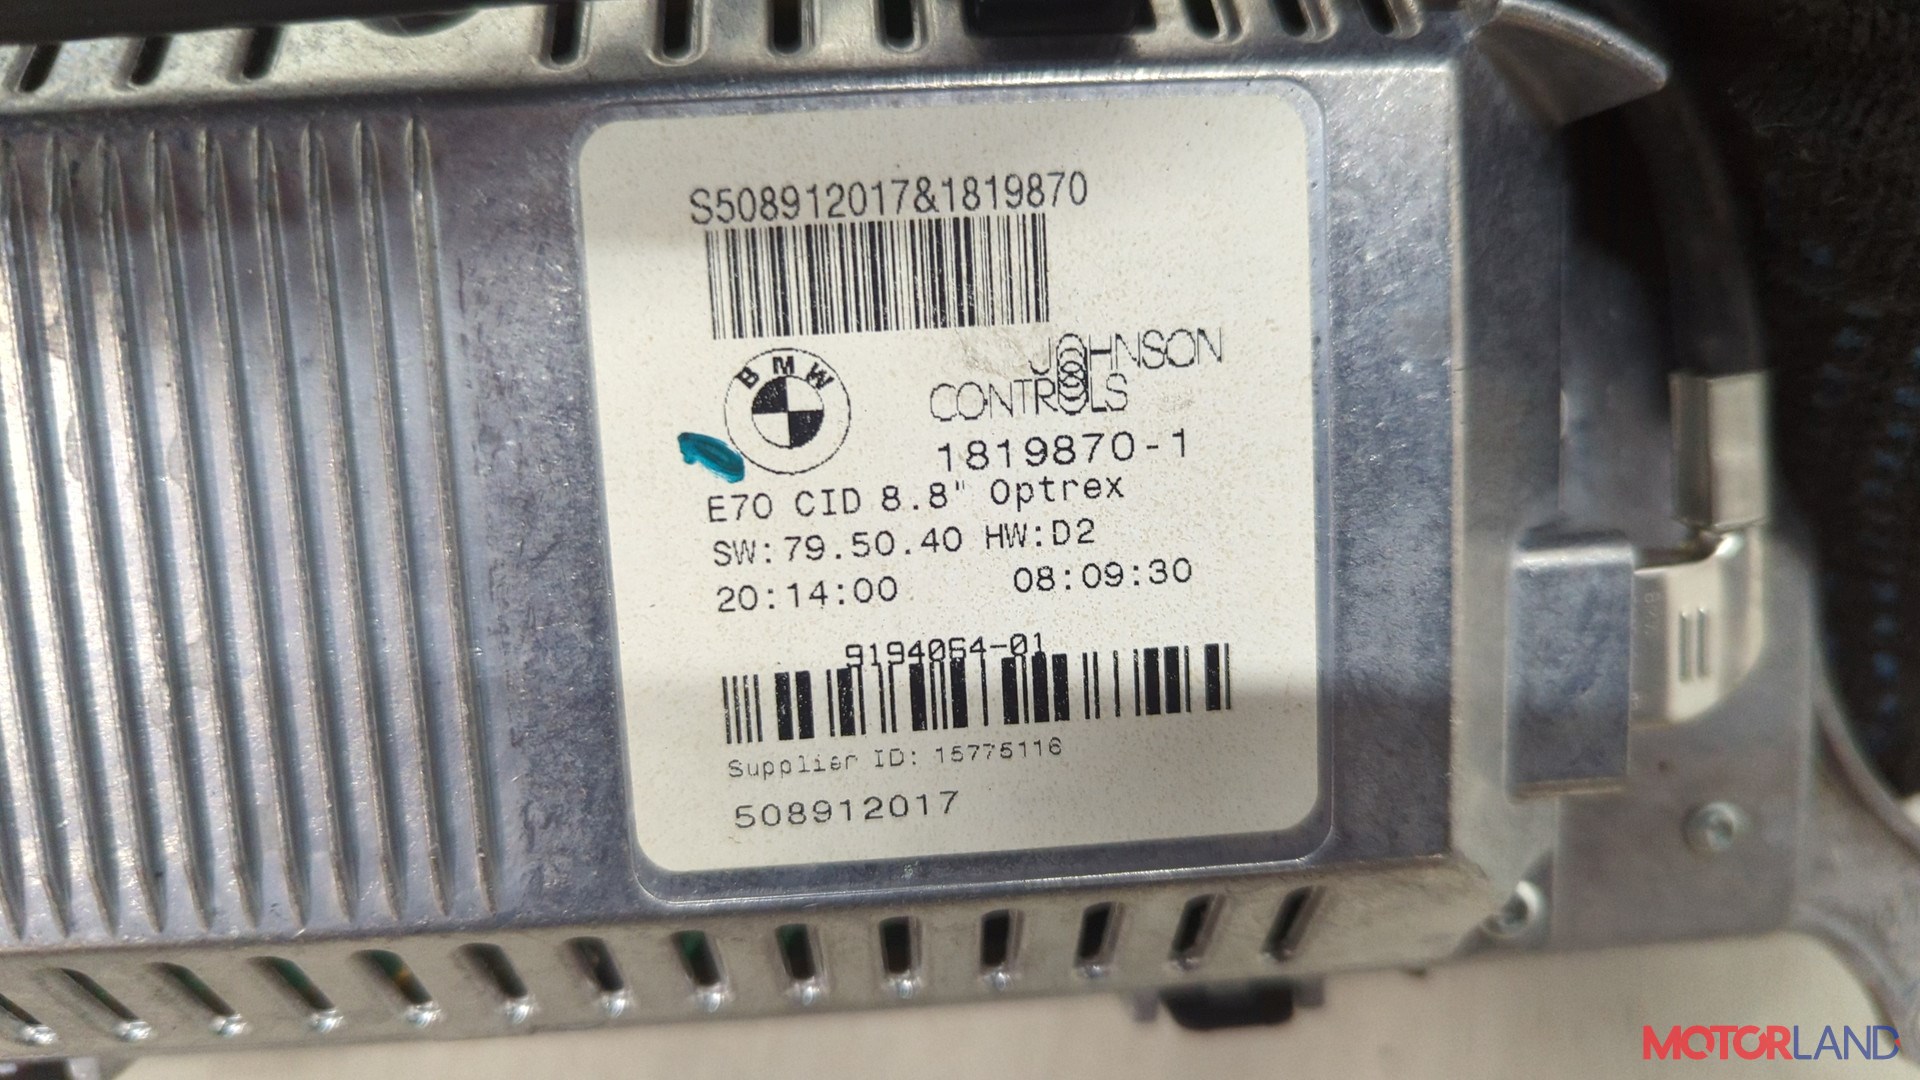 S508912017&1819870
BMW
JOHNSON
CONTROLS
1819870-1
E70 CID 8.8" Optrex
SW:79.50.40 HW:D2
20:14:00 08:09:30
9194064-01
Supplier ID: 15775116
508912017
MOTORLAND